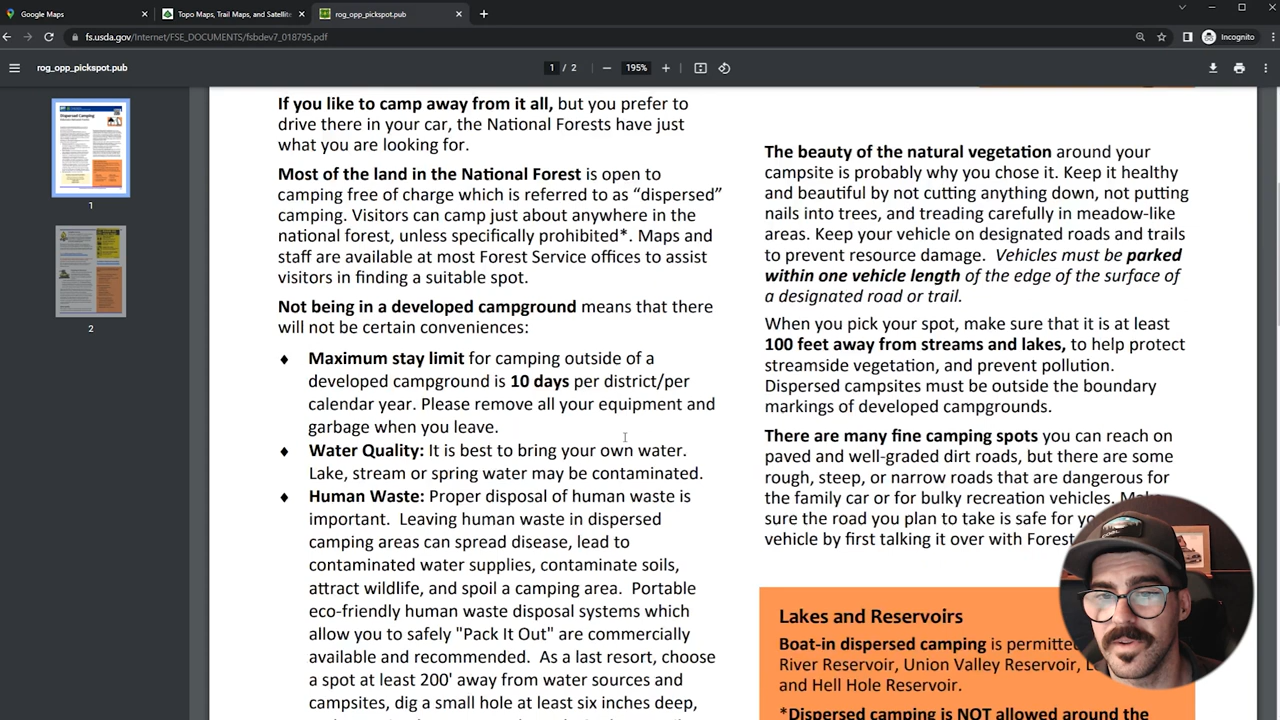 Google Maps
Topo Maps, Trail Maps, and Satellite
rog_opp_pickspot.pub
fs.usda.gov/Internet/FSE_DOCUMENTS/fsbdev7_018795.pdf
Incognito
rog_opp_pickspot.pub
1 / 2
195%
Dispersed Camping
1
2
If you like to camp away from it all, but you prefer to
drive there in your car, the National Forests have just
what you are looking for.
Most of the land in the National Forest is open to
camping free of charge which is referred to as “dispersed”
camping. Visitors can camp just about anywhere in the
national forest, unless specifically prohibited*. Maps and
staff are available at most Forest Service offices to assist
visitors in finding a suitable spot.
Not being in a developed campground means that there
will not be certain conveniences:
♦ Maximum stay limit for camping outside of a
developed campground is 10 days per district/per
calendar year. Please remove all your equipment and
garbage when you leave.
♦ Water Quality: It is best to bring your own water.
Lake, stream or spring water may be contaminated.
♦ Human Waste: Proper disposal of human waste is
important. Leaving human waste in dispersed
camping areas can spread disease, lead to
contaminated water supplies, contaminate soils,
attract wildlife, and spoil a camping area. Portable
eco-friendly human waste disposal systems which
allow you to safely "Pack It Out" are commercially
available and recommended. As a last resort, choose
a spot at least 200' away from water sources and
campsites, dig a small hole at least six inches deep,
The beauty of the natural vegetation around your
campsite is probably why you chose it. Keep it healthy
and beautiful by not cutting anything down, not putting
nails into trees, and treading carefully in meadow-like
areas. Keep your vehicle on designated roads and trails
to prevent resource damage. Vehicles must be parked
within one vehicle length of the edge of the surface of
a designated road or trail.
When you pick your spot, make sure that it is at least
100 feet away from streams and lakes, to help protect
streamside vegetation, and prevent pollution.
Dispersed campsites must be outside the boundary
markings of developed campgrounds.
There are many fine camping spots you can reach on
paved and well-graded dirt roads, but there are some
rough, steep, or narrow roads that are dangerous for
the family car or for bulky recreation vehicles.
sure the road you plan to take is safe for
vehicle by first talking it over with Forest
Lakes and Reservoirs
Boat-in dispersed camping is permitted
River Reservoir, Union Valley Reservoir,
and Hell Hole Reservoir.
*Dispersed camping is NOT allowed around the